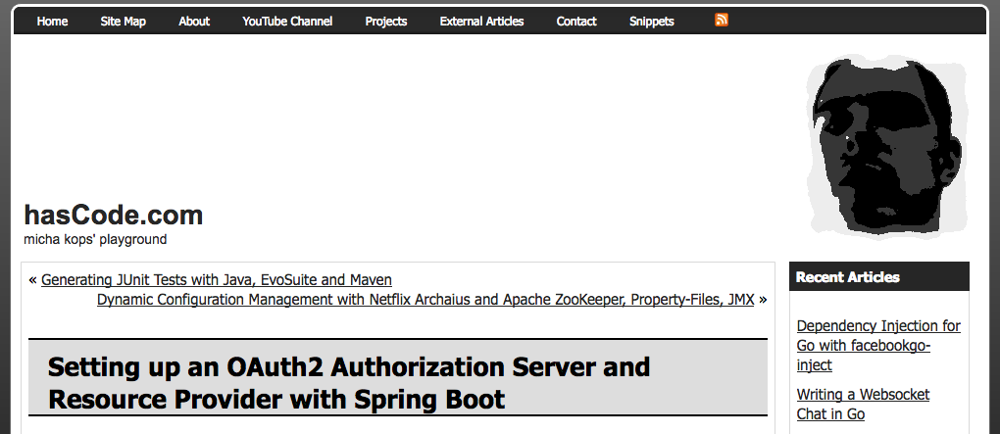 Home Site Map About YouTube Channel Projects External Articles Contact Snippets
hasCode.com
micha kops' playground
« Generating JUnit Tests with Java, EvoSuite and Maven
Dynamic Configuration Management with Netflix Archaius and Apache ZooKeeper, Property-Files, JMX »
Setting up an OAuth2 Authorization Server and
Resource Provider with Spring Boot
Recent Articles
Dependency Injection for
Go with facebookgo-
inject
Writing a Websocket
Chat in Go